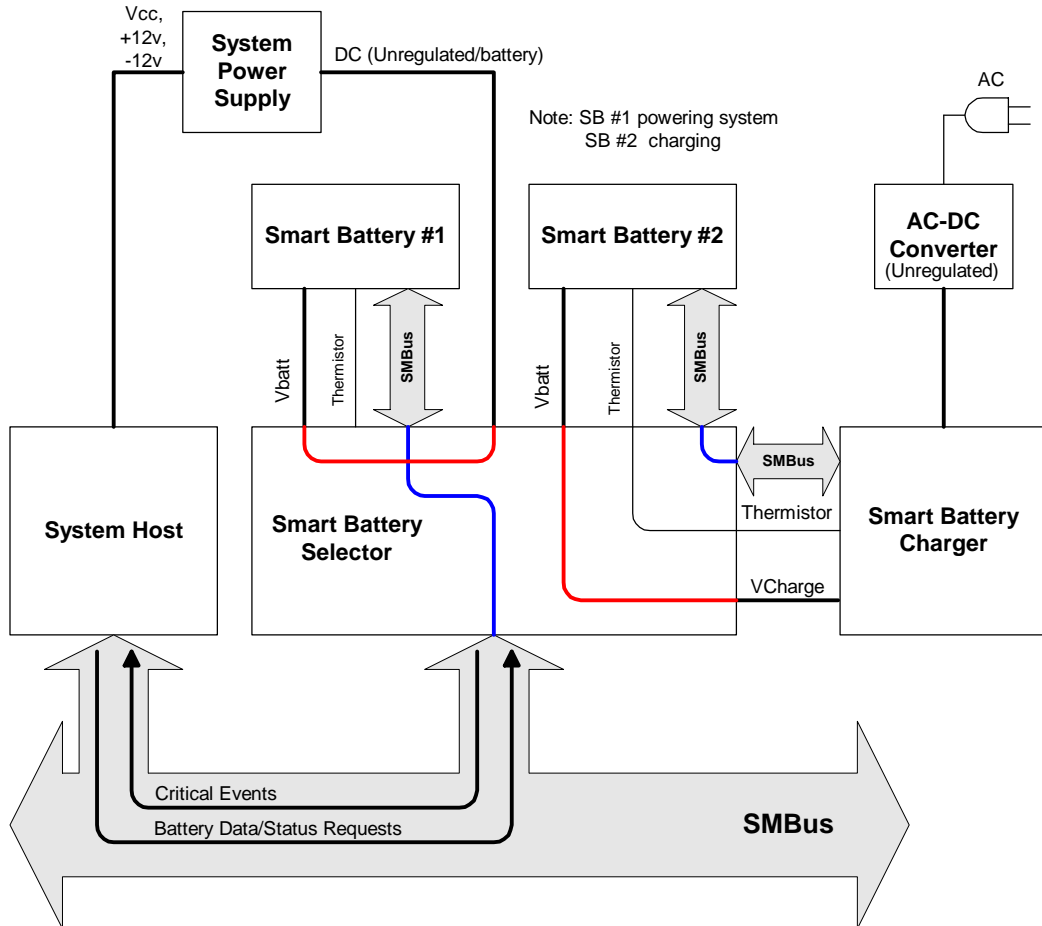 Vcc,
+12v,
-12v
System
Power
Supply
DC (Unregulated/battery)
AC
Note: SB #1 powering system
SB #2 charging
Smart Battery #1
Smart Battery #2
AC-DC
Converter
(Unregulated)
Vbatt
Thermistor
SMBus
Vbatt
Thermistor
SMBus
SMBus
System Host
Smart Battery
Selector
Thermistor
Smart Battery
Charger
VCharge
Critical Events
Battery Data/Status Requests
SMBus